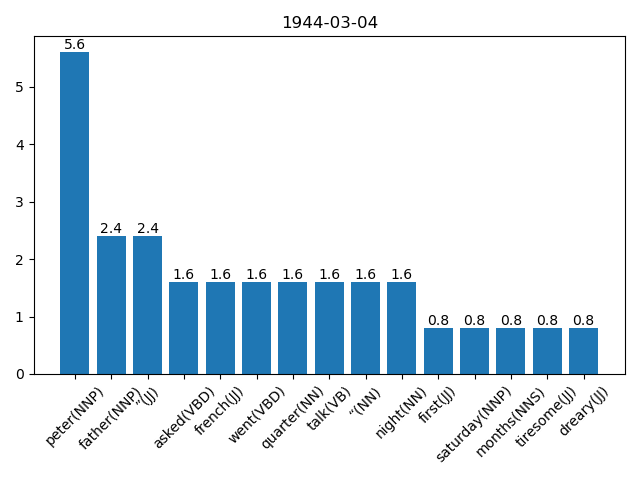 1944-03-04
5.6
2.4
2.4
1.6
1.6
1.6
1.6
1.6
1.6
1.6
0.8
0.8
0.8
0.8
0.8
5
4
3
2
1
0
peter(NNP)
father(NNP)
”(JJ)
asked(VBD)
french(JJ)
went(VBD)
quarter(NN)
talk(VB)
“(NN)
night(NN)
first(JJ)
saturday(NNP)
months(NNS)
tiresome(JJ)
dreary(JJ)